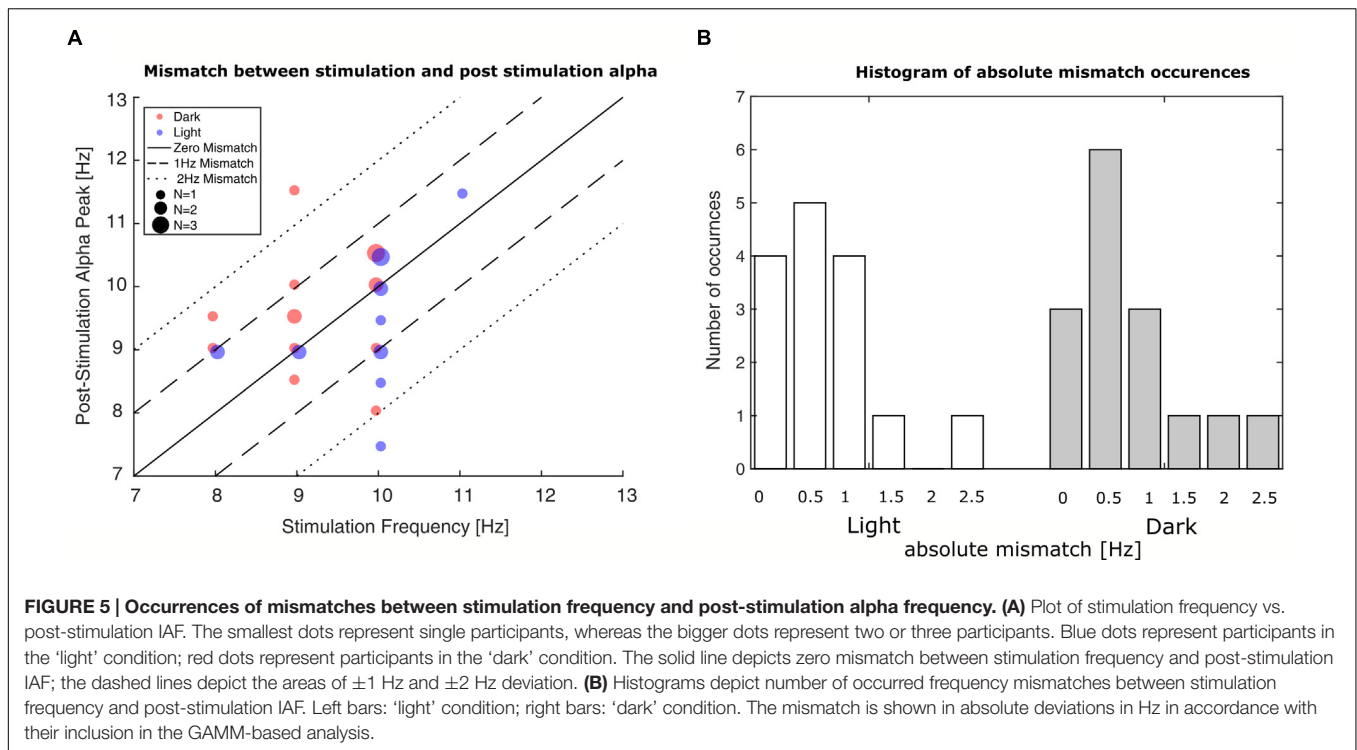 A
Mismatch between stimulation and post stimulation alpha
13
12
11
10
9
8
7
Post-Stimulation Alpha Peak [Hz]
Dark
Light
Zero Mismatch
1Hz Mismatch
2Hz Mismatch
N=1
N=2
N=3
7 8 9 10 11 12 13
Stimulation Frequency [Hz]
B
Histogram of absolute mismatch occurences
7
6
5
4
3
2
1
0
Number of occurnces
0 0.5 1 1.5 2 2.5 0 0.5 1 1.5 2 2.5
Light Dark
absolute mismatch [Hz]
FIGURE 5 | Occurrences of mismatches between stimulation frequency and post-stimulation alpha frequency. (A) Plot of stimulation frequency vs.
post-stimulation IAF. The smallest dots represent single participants, whereas the bigger dots represent two or three participants. Blue dots represent participants in
the ‘light’ condition; red dots represent participants in the ‘dark’ condition. The solid line depicts zero mismatch between stimulation frequency and post-stimulation
IAF; the dashed lines depict the areas of ±1 Hz and ±2 Hz deviation. (B) Histograms depict number of occurred frequency mismatches between stimulation
frequency and post-stimulation IAF. Left bars: ‘light’ condition; right bars: ‘dark’ condition. The mismatch is shown in absolute deviations in Hz in accordance with
their inclusion in the GAMM-based analysis.